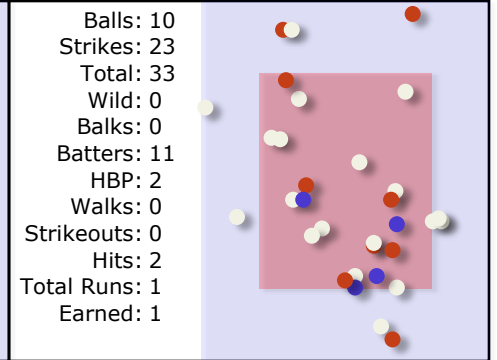 Balls: 10
Strikes: 23
Total: 33
Wild: 0
Balks: 0
Batters: 11
HBP: 2
Walks: 0
Strikeouts: 0
Hits: 2
Total Runs: 1
Earned: 1